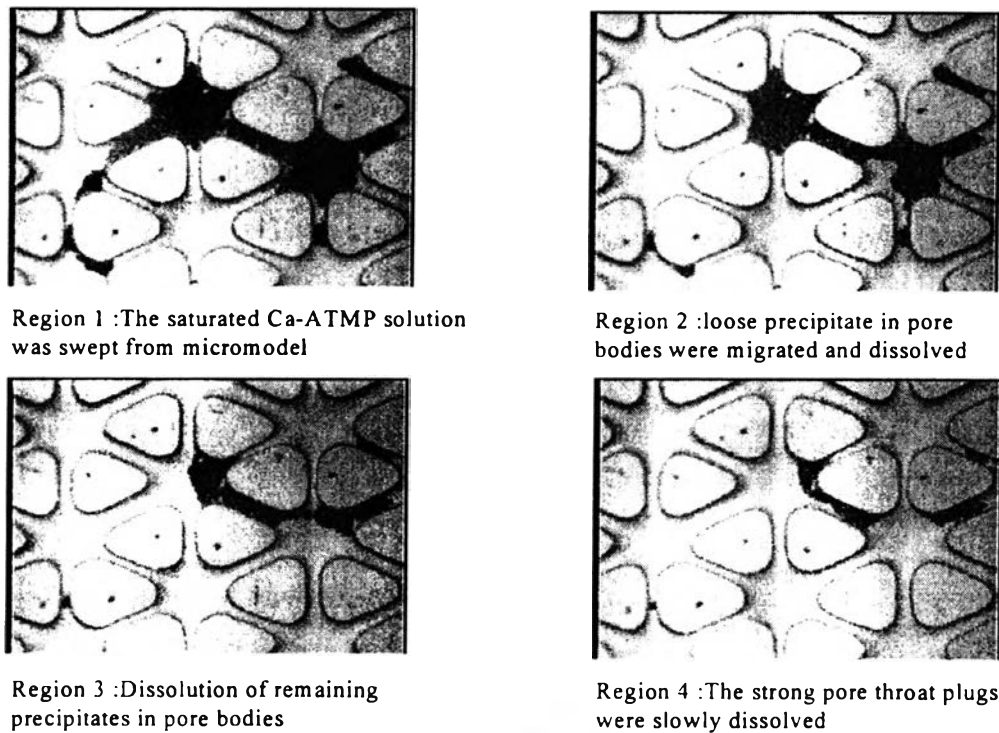 Region 1 :The saturated Ca-ATMP solution
was swept from micromodel
Region 2 :loose precipitate in pore
bodies were migrated and dissolved
Region 3 :Dissolution of remaining
precipitates in pore bodies
Region 4 :The strong pore throat plugs
were slowly dissolved